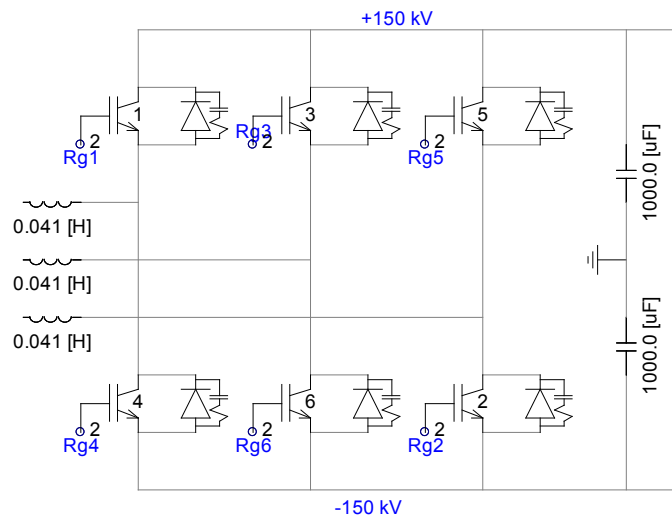 +150 kV
1
3
5
2
Rg1
2
Rg3
2
Rg5
1000.0 [uF]
0.041 [H]
0.041 [H]
0.041 [H]
1000.0 [uF]
4
6
2
2
Rg4
2
Rg6
2
Rg2
-150 kV